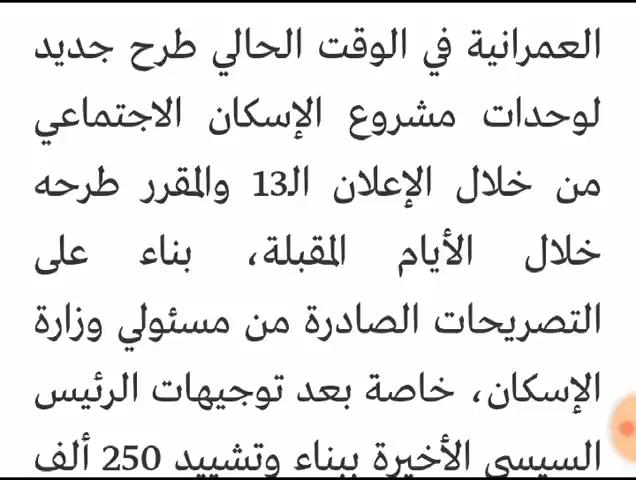 العمرانية في الوقت الحالي طرح جديد
لوحدات مشروع الإسكان الاجتماعي
من خلال الإعلان الـ13 والمقرر طرحه
خلال الأيام المقبلة، بناء على
التصريحات الصادرة من مسئولي وزارة
الإسكان، خاصة بعد توجيهات الرئيس
السيسي الأخيرة ببناء وتشييد 250 ألف